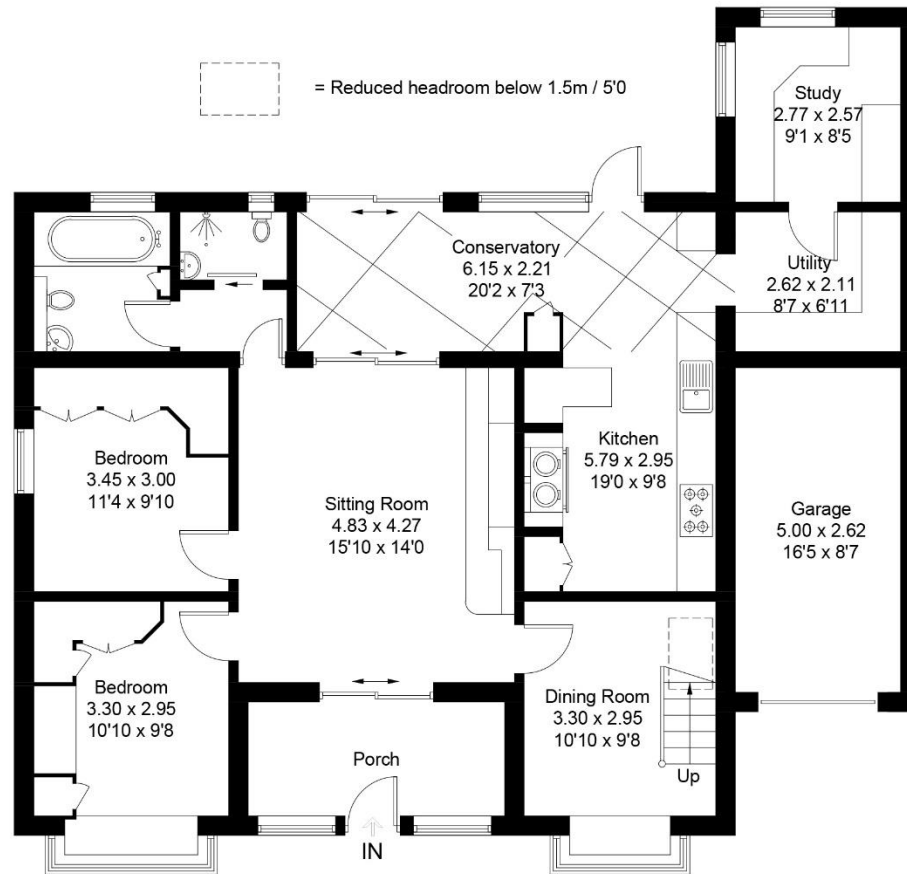 = Reduced headroom below 1.5m / 5'0
Study
2.77 x 2.57
9'1 x 8'5
Conservatory
6.15 x 2.21
20'2 x 7'3
Utility
2.62 x 2.11
8'7 x 6'11
Bedroom
3.45 x 3.00
11'4 x 9'10
Sitting Room
4.83 x 4.27
15'10 x 14'0
Kitchen
5.79 x 2.95
19'0 x 9'8
Garage
5.00 x 2.62
16'5 x 8'7
Bedroom
3.30 x 2.95
10'10 x 9'8
Porch
Dining Room
3.30 x 2.95
10'10 x 9'8
Up
IN